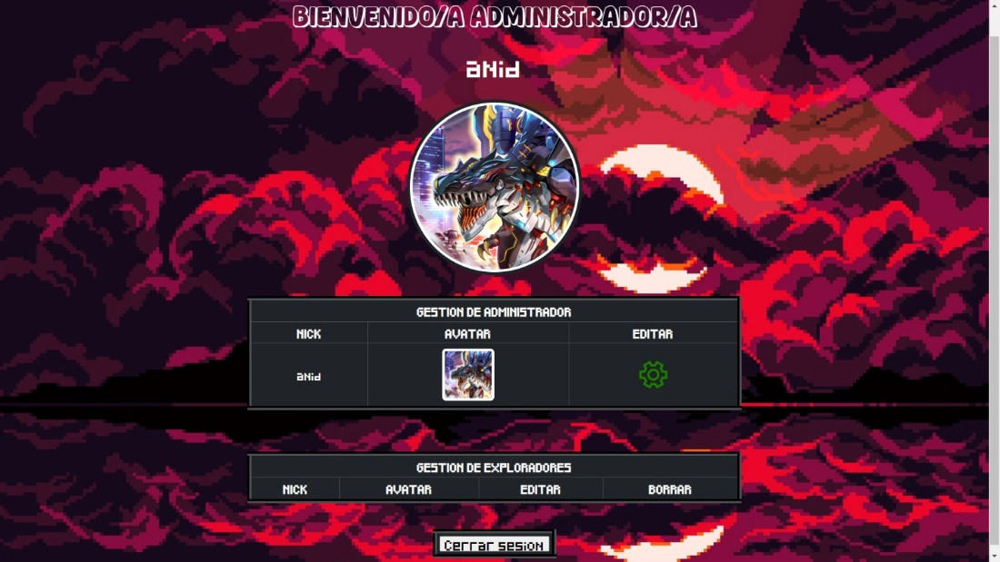 BIENVENIDO/A ADMINISTRADOR/A
aNid
GESTION DE ADMINISTRADOR
NICK AVATAR EDITAR
aNid
GESTION DE EXPLORADORES
NICK AVATAR EDITAR BORRAR
Cerrar sesion